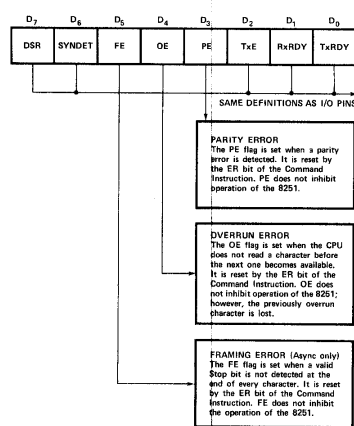 D7 D6 D5 D4 D3 D2 D1 D0
DSR SYNDET FE OE PE TxE RxRDY TxRDY
SAME DEFINITIONS AS I/O PINS
PARITY ERROR
The PE flag is set when a parity
error is detected. It is reset by
the ER bit of the Command
Instruction. PE does not inhibit
operation of the 8251.
OVERRUN ERROR
The OE flag is set when the CPU
does not read a character before
the next one becomes available.
It is reset by the ER bit of the
Command Instruction. OE does
not inhibit operation of the 8251;
however, the previously overrun
character is lost.
FRAMING ERROR (Async only)
The FE flag is set when a valid
Stop bit is not detected at the
end of every character. It is reset
by the ER bit of the Command
Instruction. FE does not inhibit
the operation of the 8251.